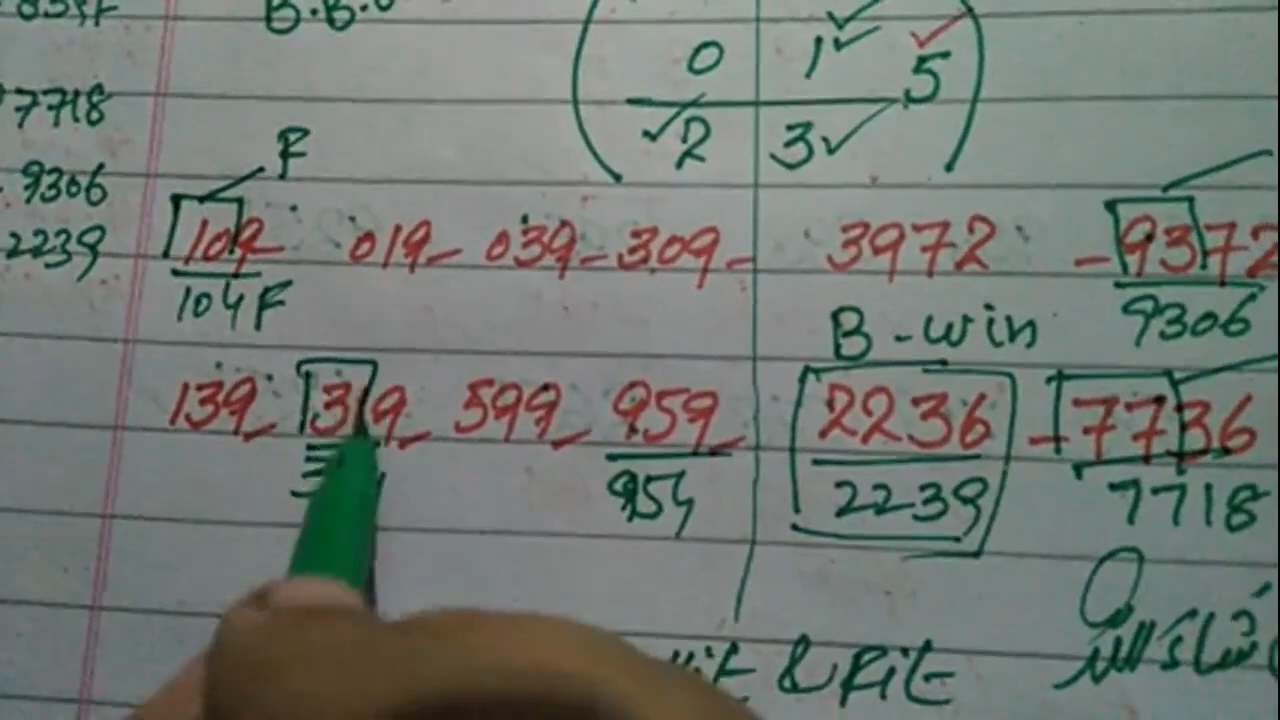 0 1 5
7718
2 3
F
9306
2239 109 019- 039- 309- 3972 -9372
104F B-win 9306
139- 319- 599- 959- 2236 -7736
954 2239 7718
& Fit